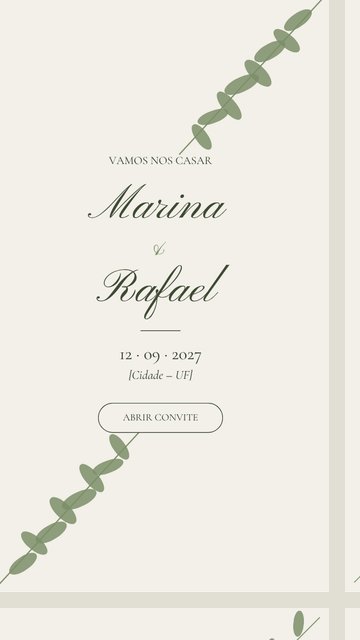 VAMOS NOS CASAR
Marina
&
Rafael
12 · 09 · 2027
[Cidade – UF]
ABRIR CONVITE